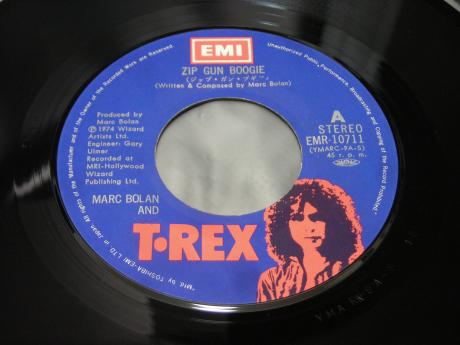 EMI
ZIP GUN BOOGIE
(ジップ・ガン・ブギー)
(Written & Composed by Marc Bolan)
Produced by
Marc Bolan
℗1974 Wizard
Artists Ltd.
Engineer: Gary
Ulmer
Recorded at
MRI-Hollywood
Wizard
Publishing Ltd.
A
STEREO
EMR-10711
(YMARC-PA-5)
45 r.p.m.
MARC BOLAN
AND
T•REX
All rights of the Manufacturer and of the Owner of the Recorded Work are Reserved.
Unauthorized Public Performance, Broadcasting and Copying of the Record Prohibited
"Mfd. by TOSHIBA-EMI LTD. in Japan